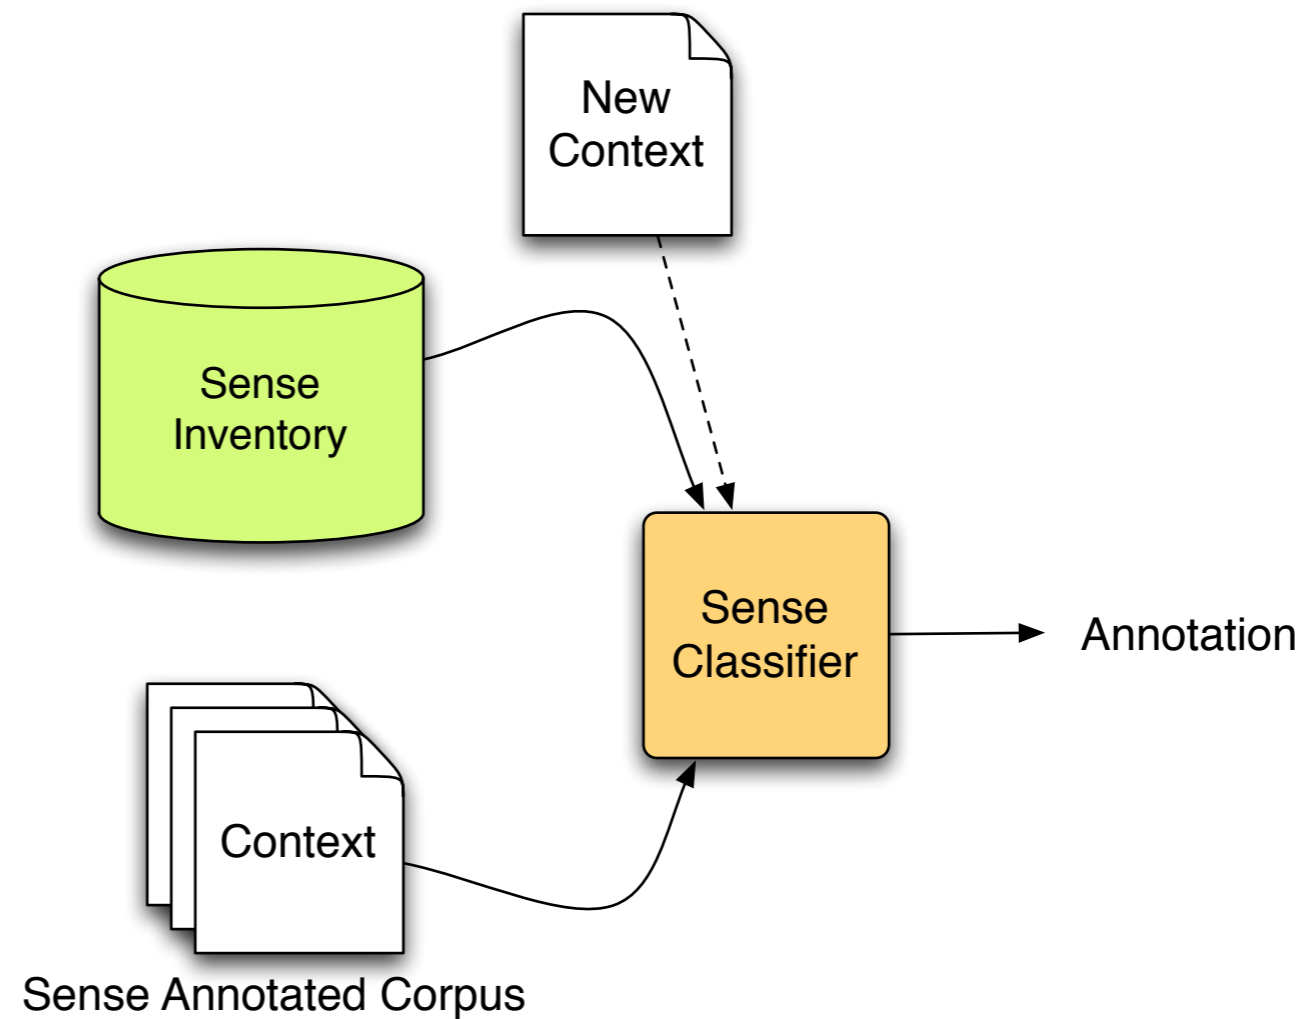 New
Context
Sense
Inventory
Sense
Classifier
Annotation
Context
Sense Annotated Corpus